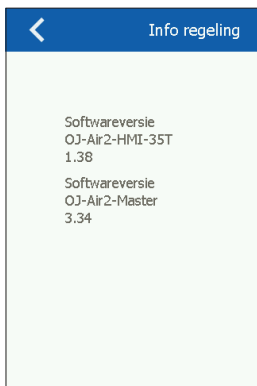 Info regeling
Softwareversie
OJ-Air2-HMI-35T
1.38
Softwareversie
OJ-Air2-Master
3.34